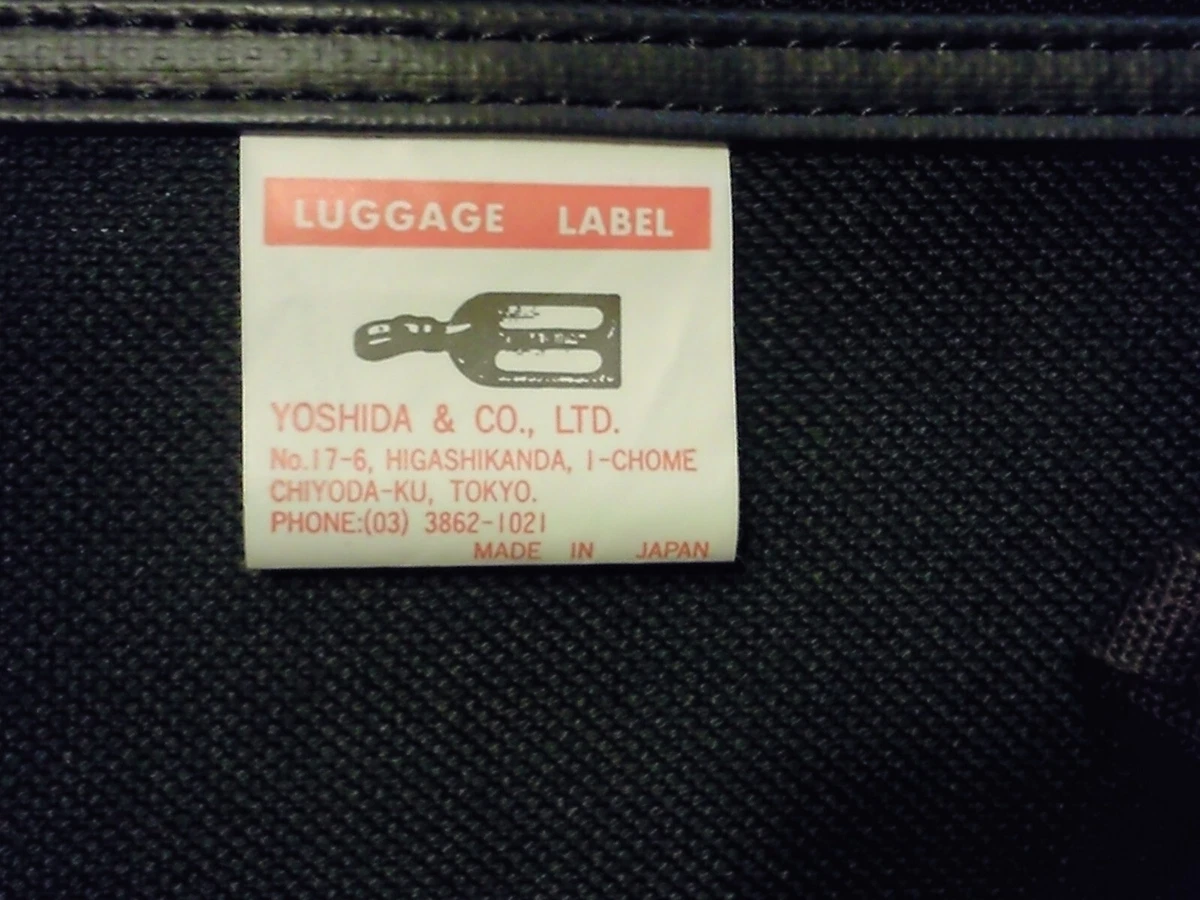 LUGGAGE LABEL
YOSHIDA & CO., LTD.
No.17-6, HIGASHIKANDA, 1-CHOME
CHIYODA-KU, TOKYO.
PHONE:(03) 3862-1021
MADE IN JAPAN